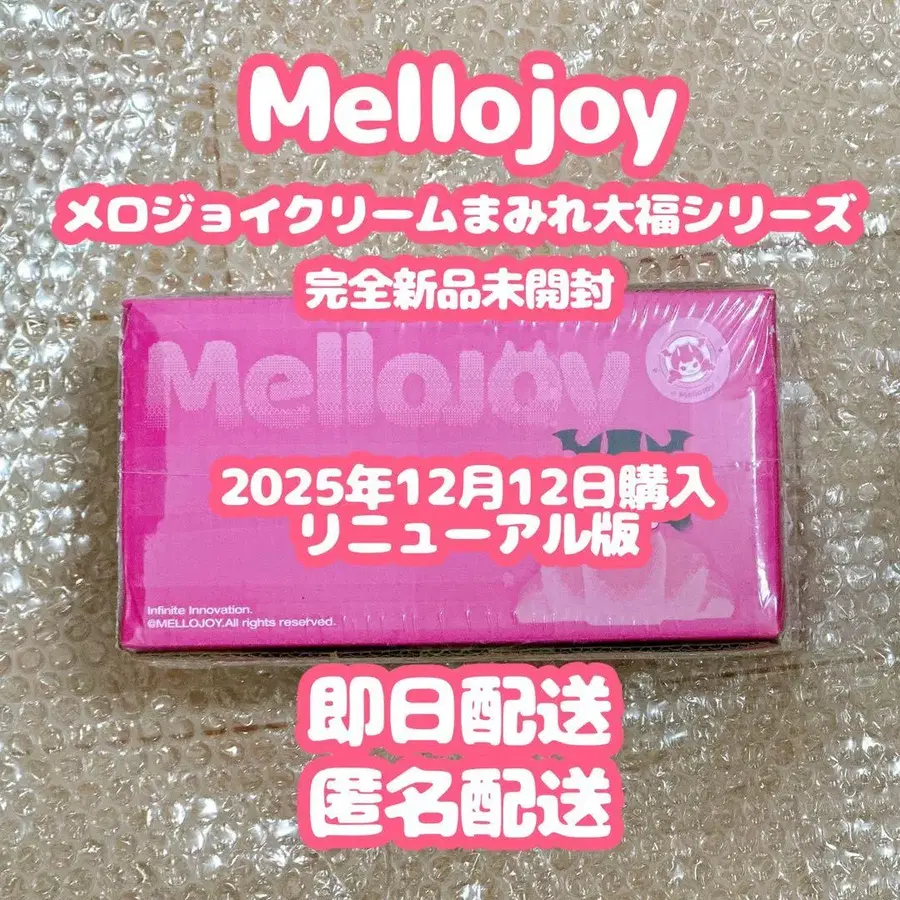 Mellojoy
メロジョイクリームまみれ大福シリーズ
完全新品未開封
Mellojoy
2025年12月12日購入
リニューアル版
Infinite Innovation.
©MELLOJOY.All rights reserved.
即日配送
匿名配送